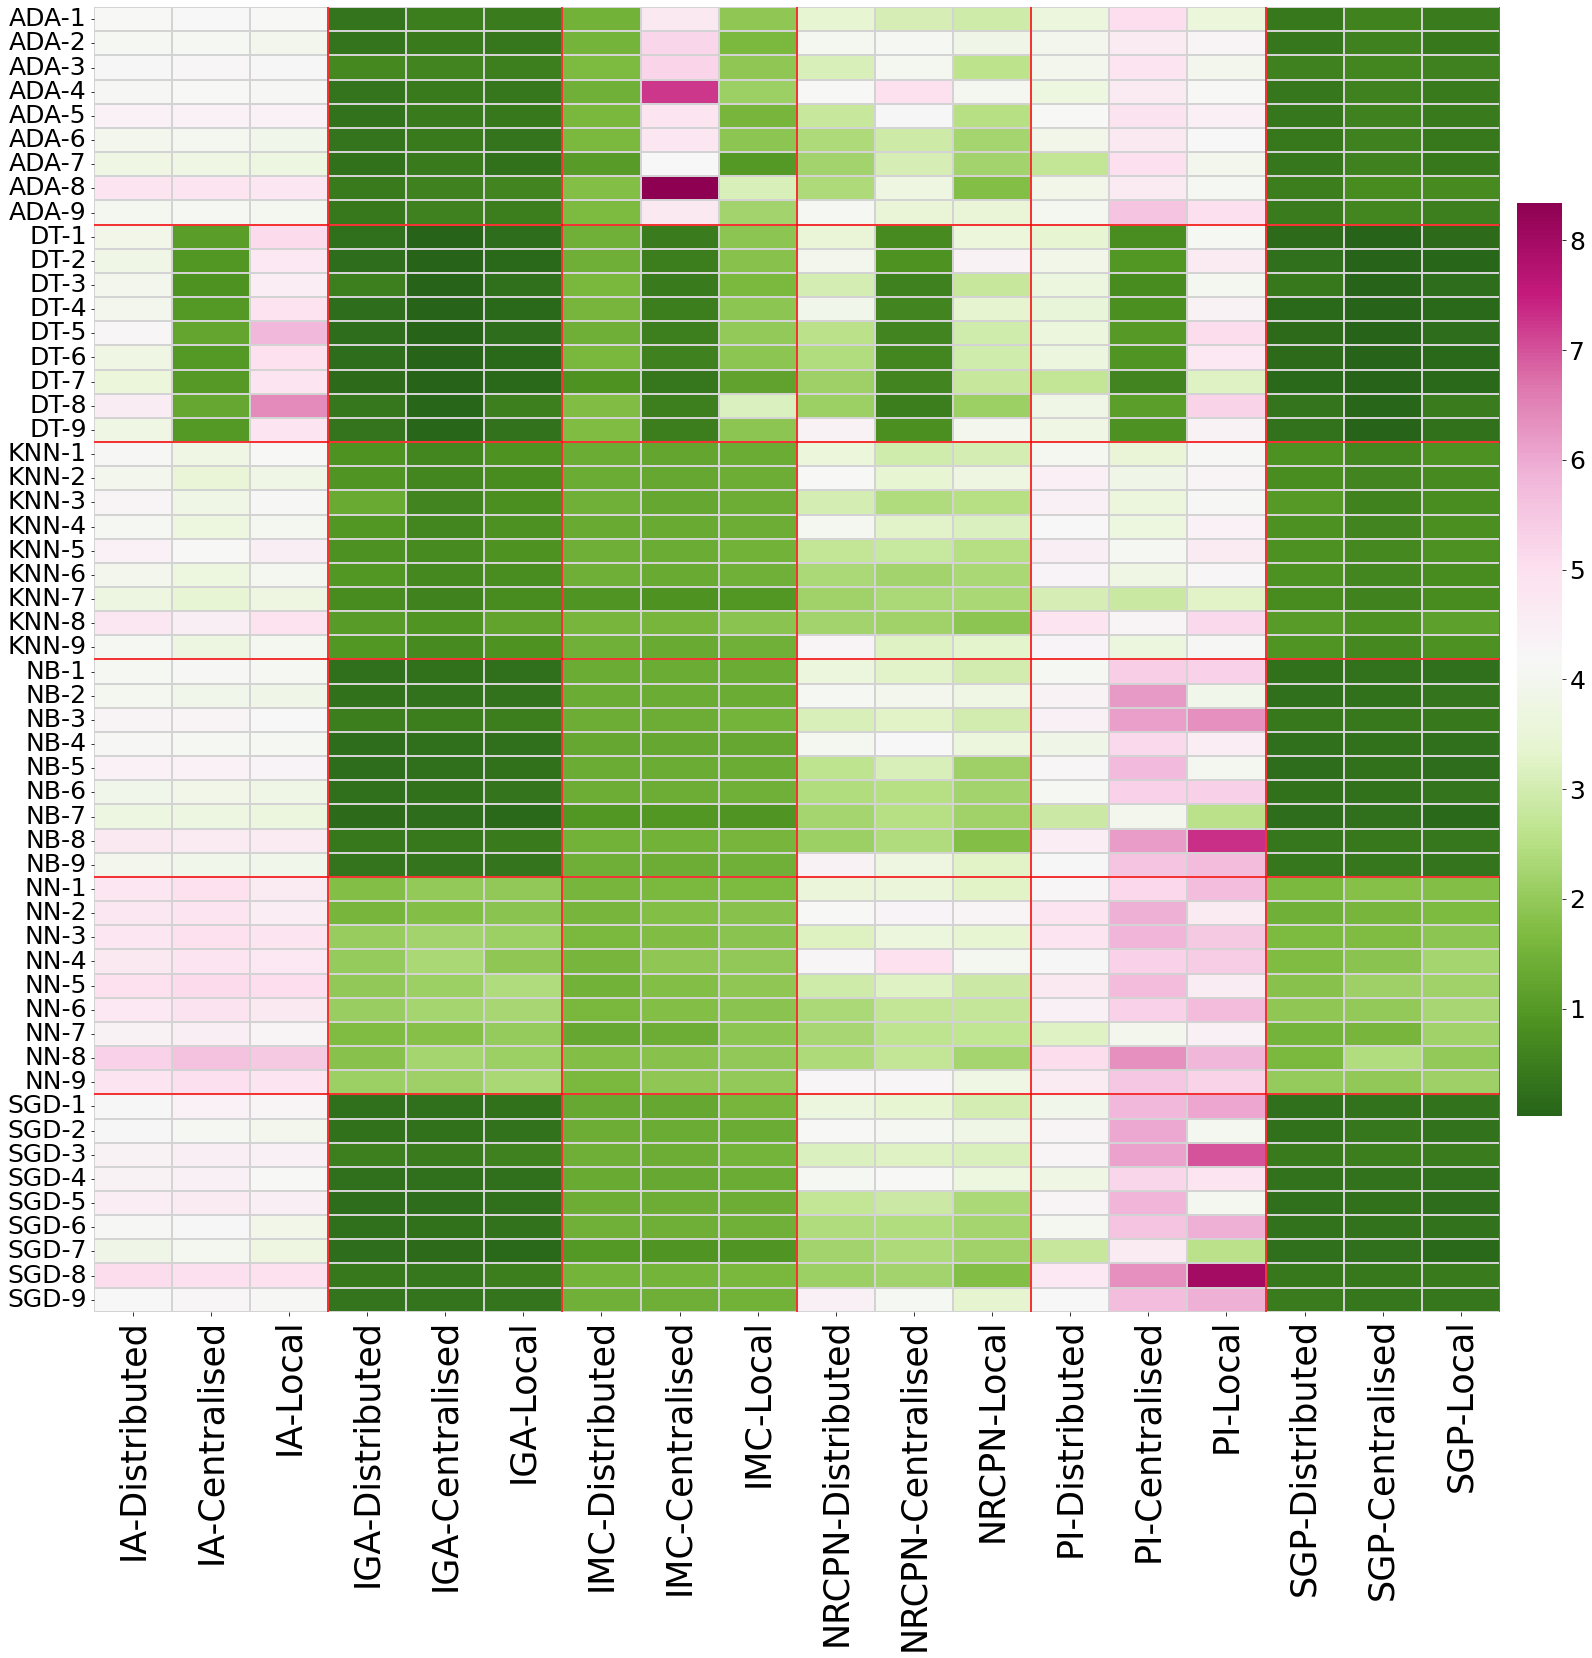 ADA-1
ADA-2
ADA-3
ADA-4
ADA-5
ADA-6
ADA-7
ADA-8
ADA-9
DT-1
DT-2
DT-3
DT-4
DT-5
DT-6
DT-7
DT-8
DT-9
KNN-1
KNN-2
KNN-3
KNN-4
KNN-5
KNN-6
KNN-7
KNN-8
KNN-9
NB-1
NB-2
NB-3
NB-4
NB-5
NB-6
NB-7
NB-8
NB-9
NN-1
NN-2
NN-3
NN-4
NN-5
NN-6
NN-7
NN-8
NN-9
SGD-1
SGD-2
SGD-3
SGD-4
SGD-5
SGD-6
SGD-7
SGD-8
SGD-9
IA-Distributed
IA-Centralised
IA-Local
IGA-Distributed
IGA-Centralised
IGA-Local
IMC-Distributed
IMC-Centralised
IMC-Local
NRCPN-Distributed
NRCPN-Centralised
NRCPN-Local
PI-Distributed
PI-Centralised
PI-Local
SGP-Distributed
SGP-Centralised
SGP-Local
8
7
6
5
4
3
2
1